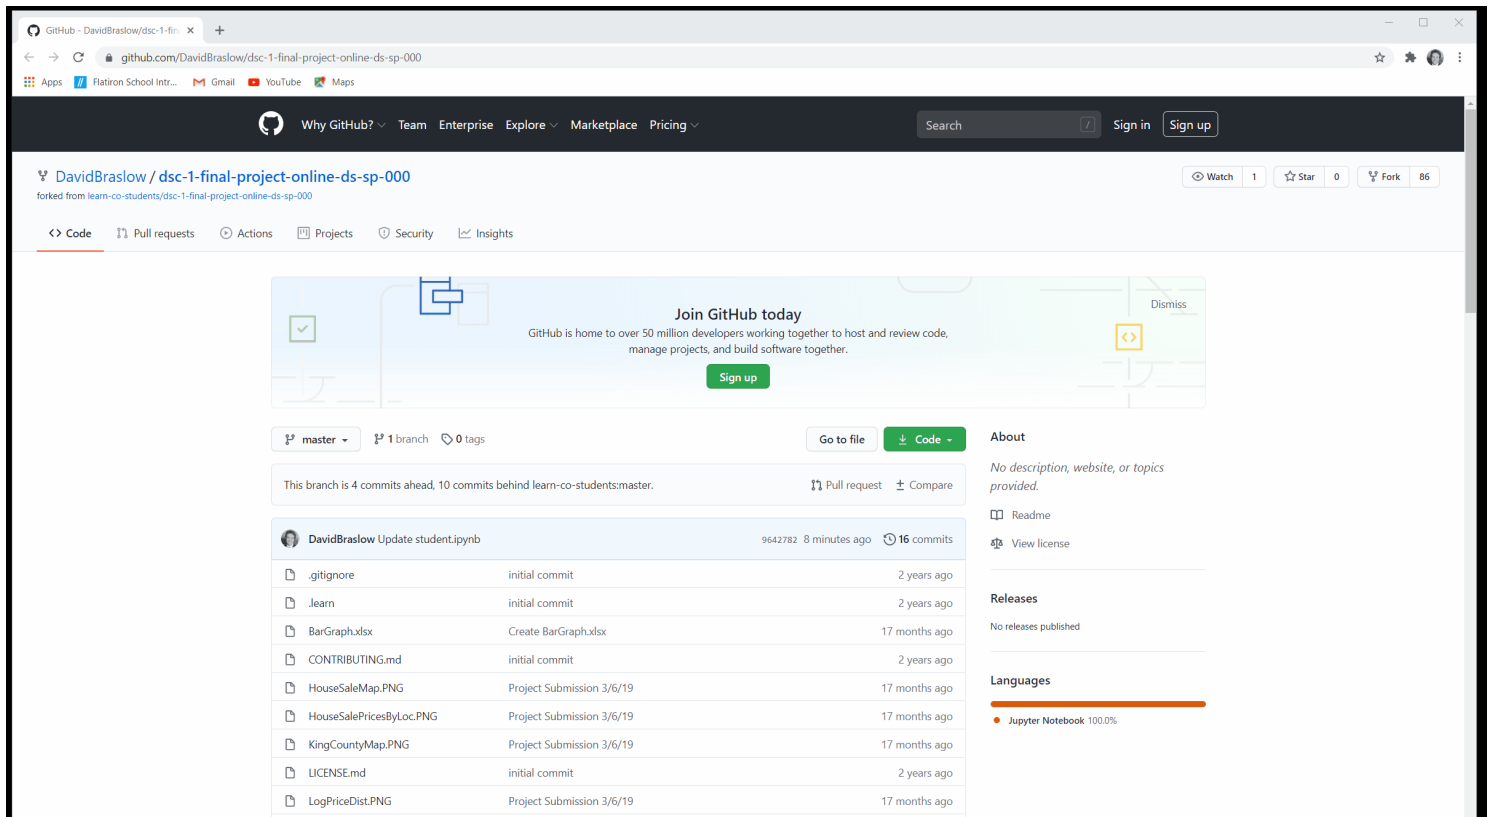 GitHub - DavidBraslow/dsc-1-fin
github.com/DavidBraslow/dsc-1-final-project-online-ds-sp-000
Apps Flatiron School Intr... Gmail YouTube Maps
Why GitHub? Team Enterprise Explore Marketplace Pricing Search / Sign in Sign up
DavidBraslow / dsc-1-final-project-online-ds-sp-000
Watch 1 Star 0 Fork 86
forked from learn-co-students/dsc-1-final-project-online-ds-sp-000
Code Pull requests Actions Projects Security Insights
Dismiss
Join GitHub today
GitHub is home to over 50 million developers working together to host and review code,
manage projects, and build software together.
Sign up
master 1 branch 0 tags Go to file Code
This branch is 4 commits ahead, 10 commits behind learn-co-students:master. Pull request Compare
DavidBraslow Update student.ipynb 9642782 8 minutes ago 16 commits
.gitignore initial commit 2 years ago
.learn initial commit 2 years ago
BarGraph.xlsx Create BarGraph.xlsx 17 months ago
CONTRIBUTING.md initial commit 2 years ago
HouseSaleMap.PNG Project Submission 3/6/19 17 months ago
HouseSalePricesByLoc.PNG Project Submission 3/6/19 17 months ago
KingCountyMap.PNG Project Submission 3/6/19 17 months ago
LICENSE.md initial commit 2 years ago
LogPriceDist.PNG Project Submission 3/6/19 17 months ago
About
No description, website, or topics
provided.
Readme
View license
Releases
No releases published
Languages
Jupyter Notebook 100.0%